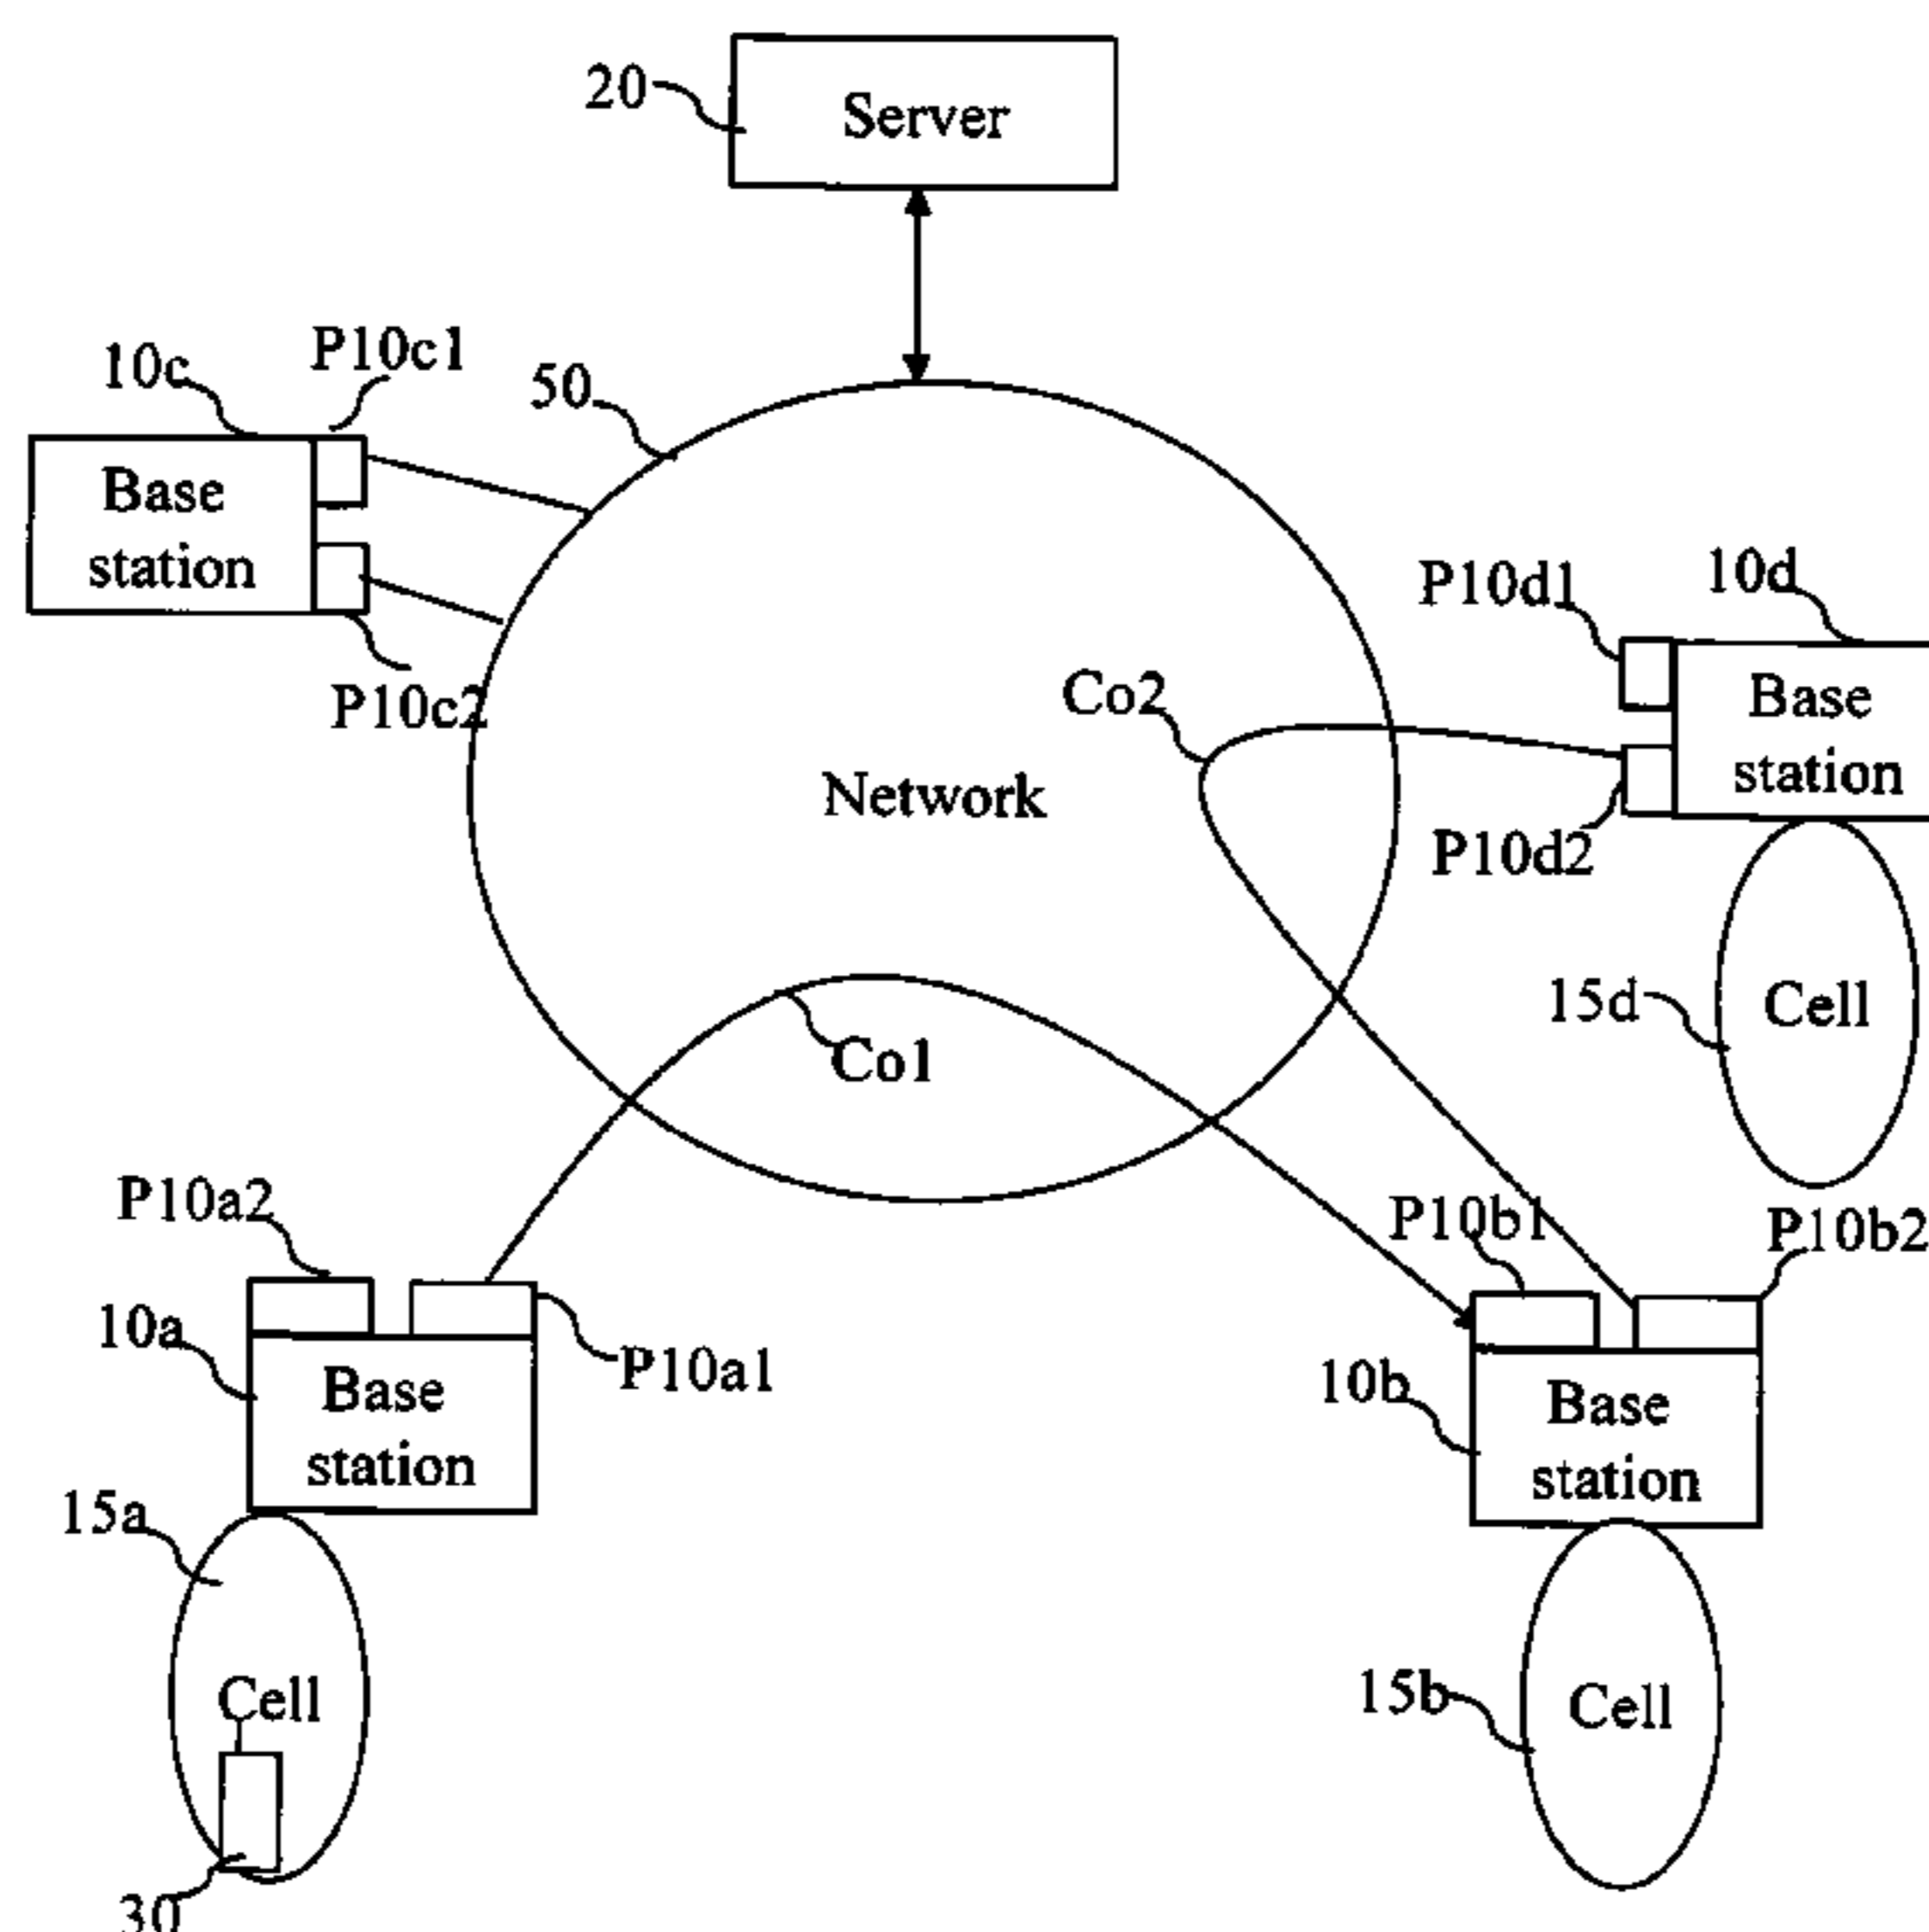 20
Server
10c
P10c1
50
Base
station
P10c2
P10d1
10d
Base
station
Co2
Network
P10d2
15d
Cell
Co1
P10a2
P10b1
P10b2
10a
P10a1
Base
station
10b
Base
station
15a
Cell
15b
Cell
30